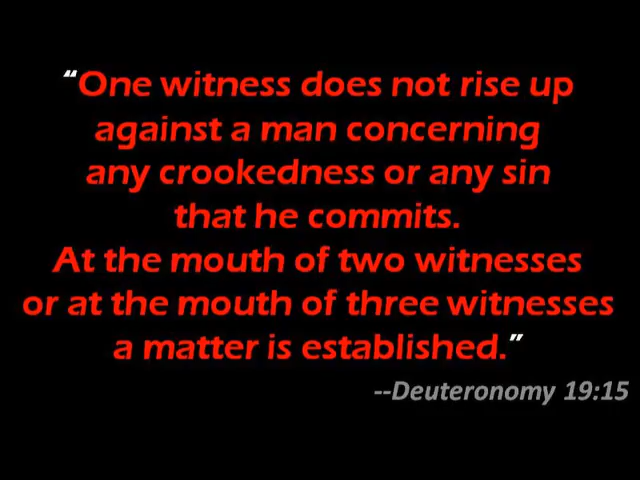 “One witness does not rise up
against a man concerning
any crookedness or any sin
that he commits.
At the mouth of two witnesses
or at the mouth of three witnesses
a matter is established.”
--Deuteronomy 19:15